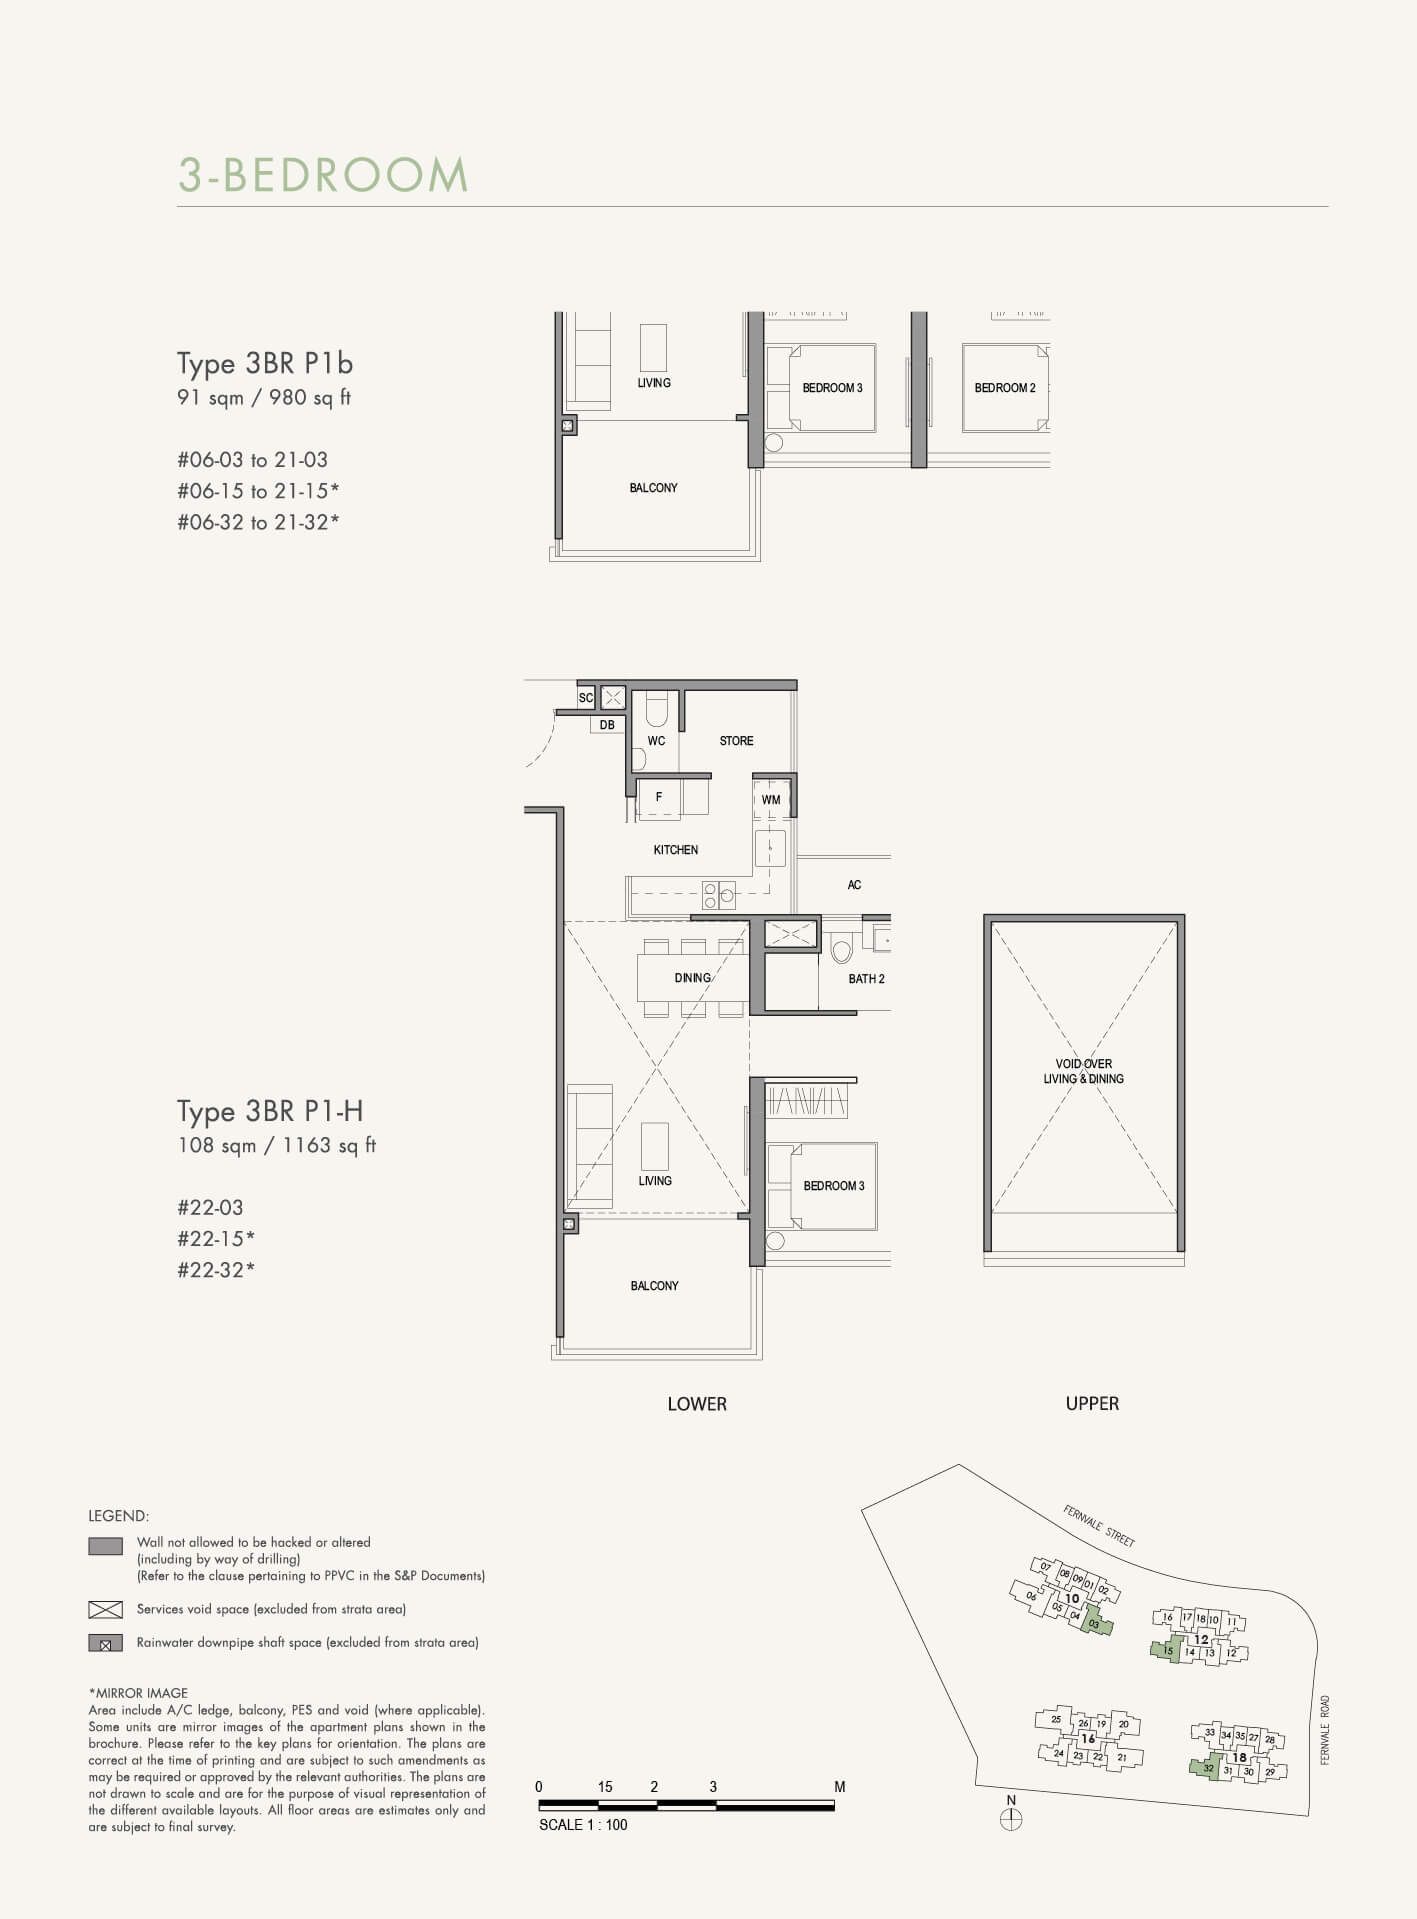 3-BEDROOM
Type 3BR P1b
91 sqm / 980 sq ft
#06-03 to 21-03
#06-15 to 21-15*
#06-32 to 21-32*
LIVING
BEDROOM 3
BEDROOM 2
BALCONY
SC
DB
WC
STORE
F
WM
KITCHEN
AC
DINING
BATH 2
VOID OVER
LIVING & DINING
Type 3BR P1-H
108 sqm / 1163 sq ft
#22-03
#22-15*
#22-32*
LIVING
BEDROOM 3
BALCONY
LOWER
UPPER
LEGEND:
Wall not allowed to be hacked or altered
(including by way of drilling)
(Refer to the clause pertaining to PPVC in the S&P Documents)
Services void space (excluded from strata area)
Rainwater downpipe shaft space (excluded from strata area)
*MIRROR IMAGE
Area include A/C ledge, balcony, PES and void (where applicable).
Some units are mirror images of the apartment plans shown in the
brochure. Please refer to the key plans for orientation. The plans are
correct at the time of printing and are subject to such amendments as
may be required or approved by the relevant authorities. The plans are
not drawn to scale and are for the purpose of visual representation of
the different available layouts. All floor areas are estimates only and
are subject to final survey.
0 15 2 3 M
SCALE 1 : 100
FERNVALE STREET
07 08 09 01 02
10
06 05 04 03
16 17 18 10 11
12
15 14 13 12
25 26 19 20
16
24 23 22 21
33 34 35 27 28
18
32 31 30 29
FERNVALE ROAD
N